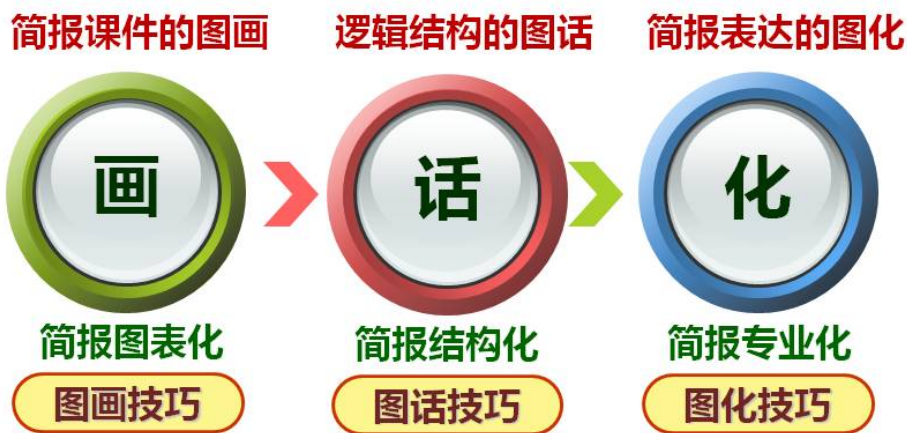 简报课件的图画 逻辑结构的图话 简报表达的图化
画 话 化
简报图表化 简报结构化 简报专业化
图画技巧 图话技巧 图化技巧